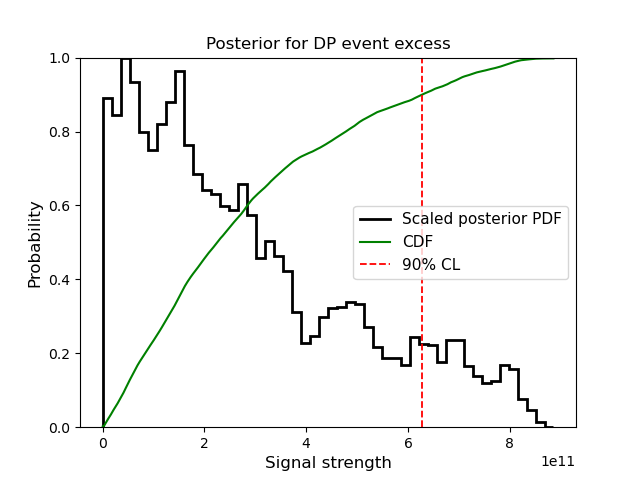 Posterior for DP event excess
1.0
0.8
0.6
0.4
0.2
0.0
Probability
Scaled posterior PDF
CDF
90% CL
0 2 4 6 8
1e11
Signal strength